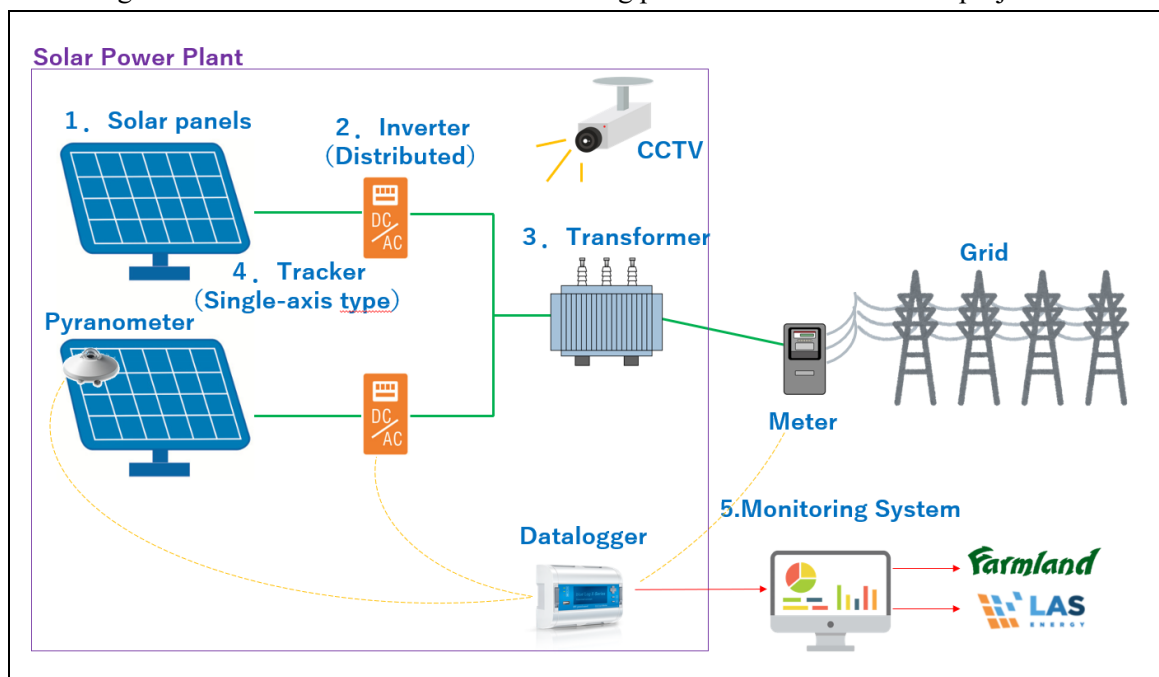 Solar Power Plant
1. Solar panels
2. Inverter
(Distributed)
CCTV
DC/AC
3. Transformer
Grid
4. Tracker
(Single-axis type)
Pyranometer
DC/AC
Meter
5.Monitoring System
Datalogger
Farmland
LAS
ENERGY